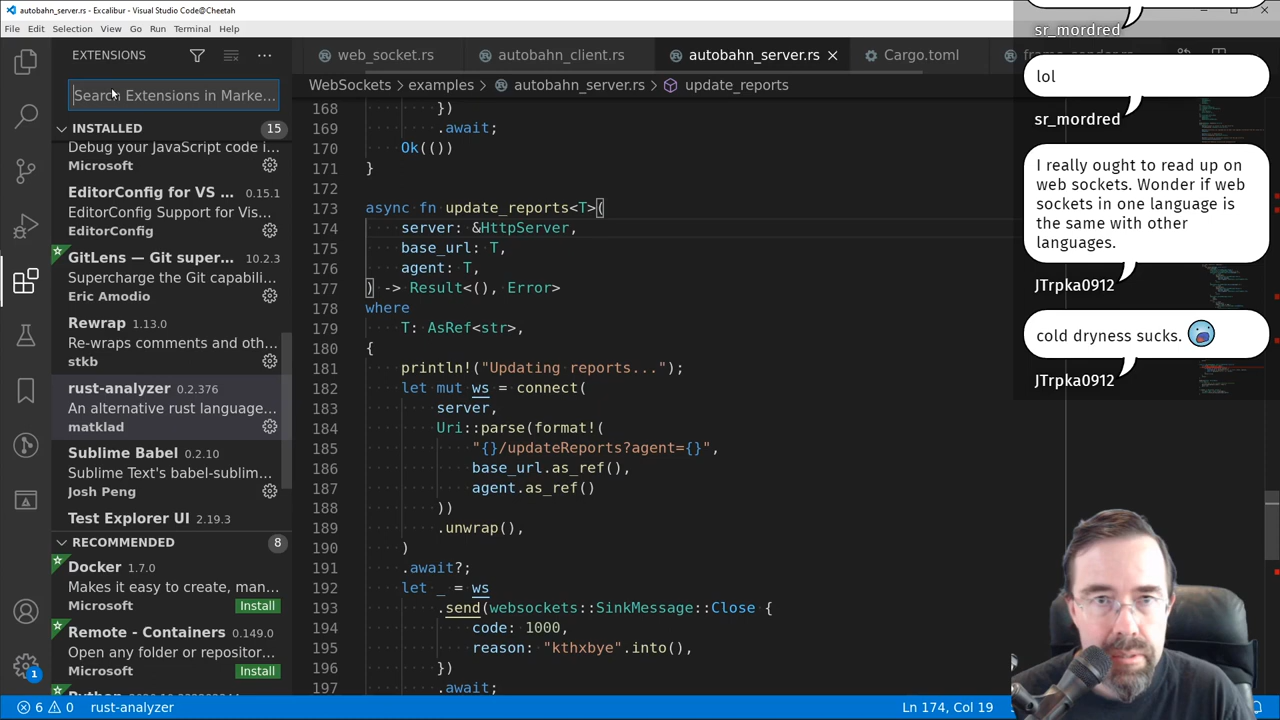 autobahn_server.rs - Excalibur - Visual Studio Code@Cheetah
File Edit Selection View Go Run Terminal Help
EXTENSIONS
Search Extensions in Marke...
INSTALLED 15
Debug your JavaScript code i...
Microsoft
EditorConfig for VS ... 0.15.1
EditorConfig Support for Vis...
EditorConfig
GitLens — Git super... 10.2.3
Supercharge the Git capabili...
Eric Amodio
Rewrap 1.13.0
Re-wraps comments and oth...
stkb
rust-analyzer 0.2.376
An alternative rust language...
matklad
Sublime Babel 0.2.10
Sublime Text's babel-sublim...
Josh Peng
Test Explorer UI 2.19.3
RECOMMENDED 8
Docker 1.7.0
Makes it easy to create, man...
Microsoft Install
Remote - Containers 0.149.0
Open any folder or repositor...
Microsoft Install
1
web_socket.rs autobahn_client.rs autobahn_server.rs Cargo.toml
WebSockets > examples > autobahn_server.rs > update_reports
168 })
169 .await;
170 Ok(())
171 }
172
173 async fn update_reports<T>(
174 server: &HttpServer,
175 base_url: T,
176 agent: T,
177 ) -> Result<(), Error>
178 where
179 T: AsRef<str>,
180 {
181 println!("Updating reports...");
182 let mut ws = connect(
183 server,
184 Uri::parse(format!(
185 "{}/updateReports?agent={}",
186 base_url.as_ref(),
187 agent.as_ref()
188 ))
189 .unwrap(),
190 )
191 .await?;
192 let _ = ws
193 .send(websockets::SinkMessage::Close {
194 code: 1000,
195 reason: "kthxbye".into(),
196 })
197 .await;
sr_mordred
lol
sr_mordred
I really ought to read up on
web sockets. Wonder if web
sockets in one language is
the same with other
languages.
JTrpka0912
cold dryness sucks.
JTrpka0912
6 0 rust-analyzer Ln 174, Col 19